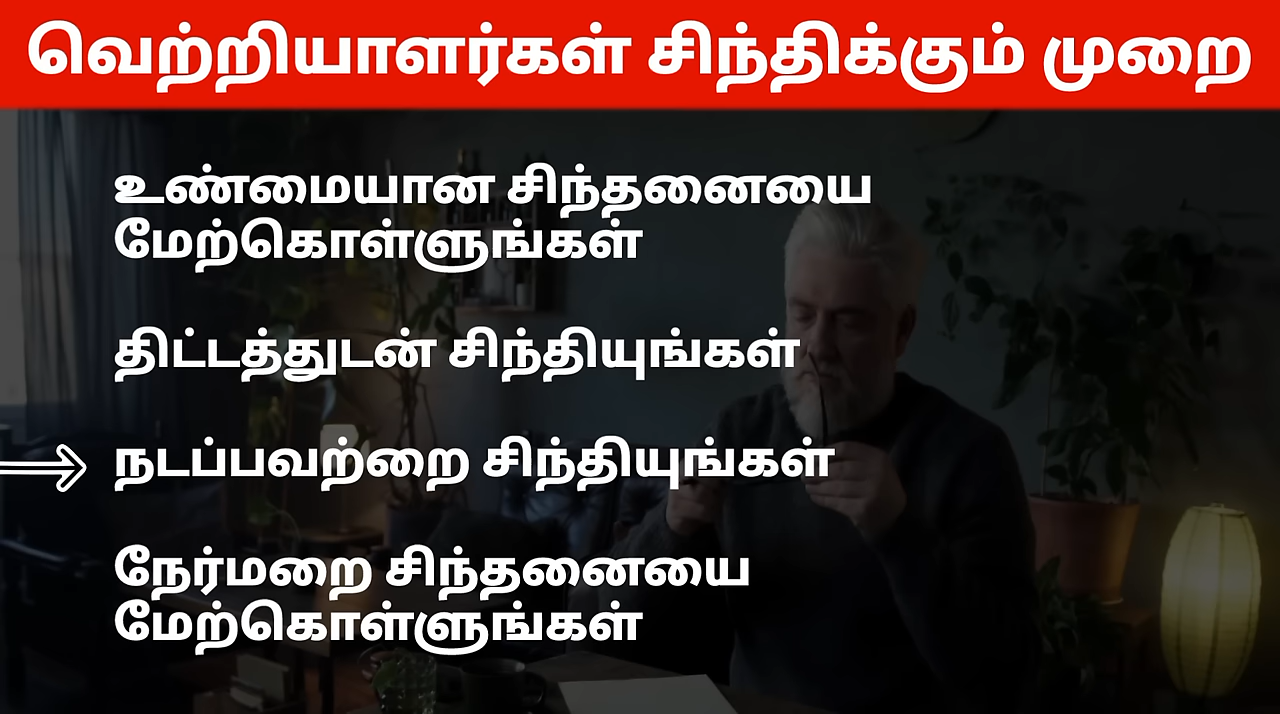 வெற்றியாளர்கள் சிந்திக்கும் முறை
உண்மையான சிந்தனையை
மேற்கொள்ளுங்கள்
திட்டத்துடன் சிந்தியுங்கள்
நடப்பவற்றை சிந்தியுங்கள்
நேர்மறை சிந்தனையை
மேற்கொள்ளுங்கள்